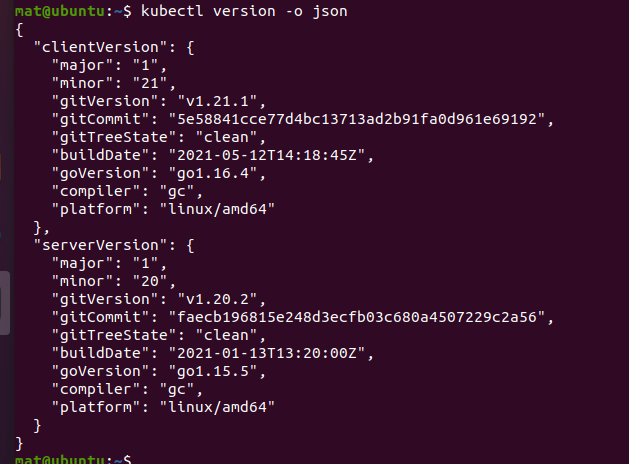 mat@ubuntu:~$ kubectl version -o json
{
  "clientVersion": {
    "major": "1",
    "minor": "21",
    "gitVersion": "v1.21.1",
    "gitCommit": "5e58841cce77d4bc13713ad2b91fa0d961e69192",
    "gitTreeState": "clean",
    "buildDate": "2021-05-12T14:18:45Z",
    "goVersion": "go1.16.4",
    "compiler": "gc",
    "platform": "linux/amd64"
  },
  "serverVersion": {
    "major": "1",
    "minor": "20",
    "gitVersion": "v1.20.2",
    "gitCommit": "faecb196815e248d3ecfb03c680a4507229c2a56",
    "gitTreeState": "clean",
    "buildDate": "2021-01-13T13:20:00Z",
    "goVersion": "go1.15.5",
    "compiler": "gc",
    "platform": "linux/amd64"
  }
}
mat@ubuntu:~$